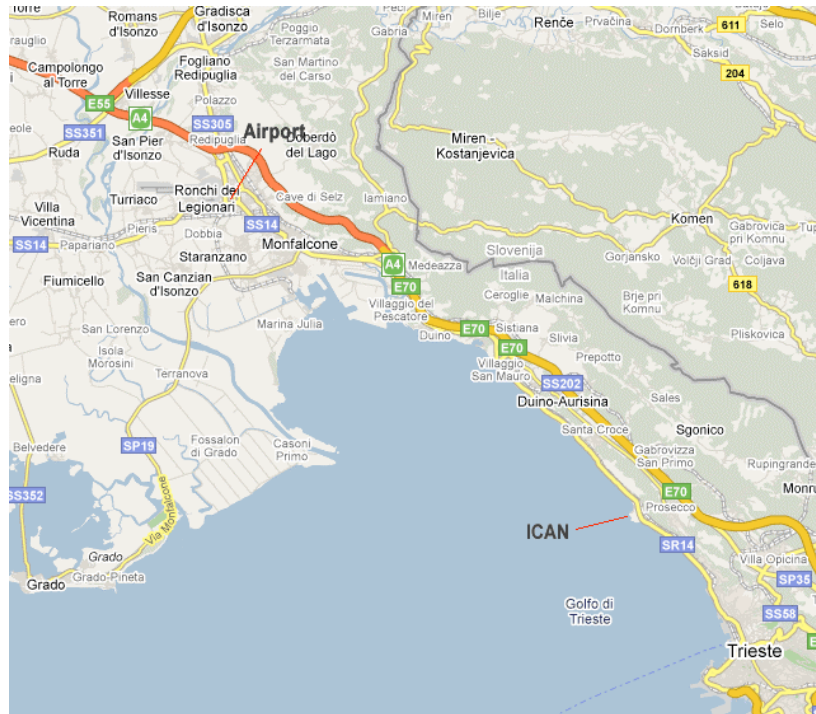 Torre
Romans
d'Isonzo
Gradisca
d'Isonzo
Poggio
Terzarmata
Gabria
Miren
Bilje
Renče
Prvačina
Dornberk
Selo
611
204
Saksid
Campolongo
al Torre
Fogliano
Redipuglia
San Martino
del Carso
Villesse
Polazzo
E55
A4
SS305
SS351
Redipuglia
Airport
Doberdò
del Lago
Ruda
San Pier
d'Isonzo
Miren -
Kostanjevica
Turriaco
Ronchi dei
Legionari
Cave di Selz
Iamiano
Villa
Vicentina
Pieris
SS14
Komen
Gabrovica
pri Komnu
SS14
Papariano
Dobbia
Monfalcone
Slovenija
Gorjansko
Volčji Grad
Coljava
Staranzano
A4
Medeazza
Italia
Fiumicello
San Canzian
d'Isonzo
E70
Ceroglie
Malchina
Brje pri
Komnu
618
Villaggio del
Pescatore
San Lorenzo
Marina Julia
Duino
E70
Sistiana
Slivia
Pliskovica
Isola
Morosini
E70
Prepotto
Terranova
Villaggio
San Mauro
SS202
Duino-Aurisina
Sales
Santa Croce
Sgonico
Belvedere
SP19
Fossalon
di Grado
Casoni
Primo
Gabrovizza
San Primo
Rupingrande
SS352
E70
Prosecco
Via Monfalcone
ICAN
SR14
Grado
Villa Opicina
Grado
Grado Pineta
SP35
Golfo di
Trieste
SS58
Trieste